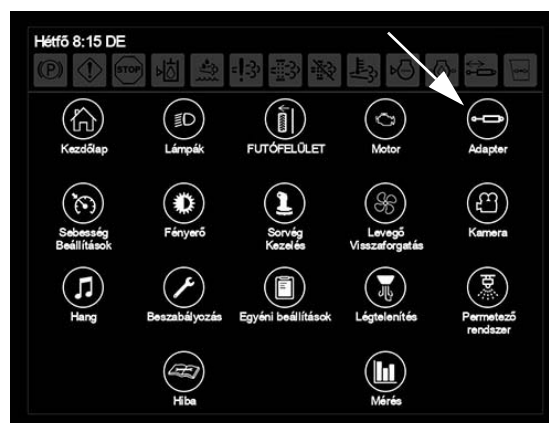 Hétfő 8:15 DE
STOP
Kezdőlap Lámpák FUTÓFELÜLET Motor Adapter
Sebesség Fényerő Sorvég Levegő Kamera
Beállítások Kezelés Visszaforgatás
Hang Beszabályozás Egyéni beállítások Légtelenítés Permetező
rendszer
Hiba Mérés